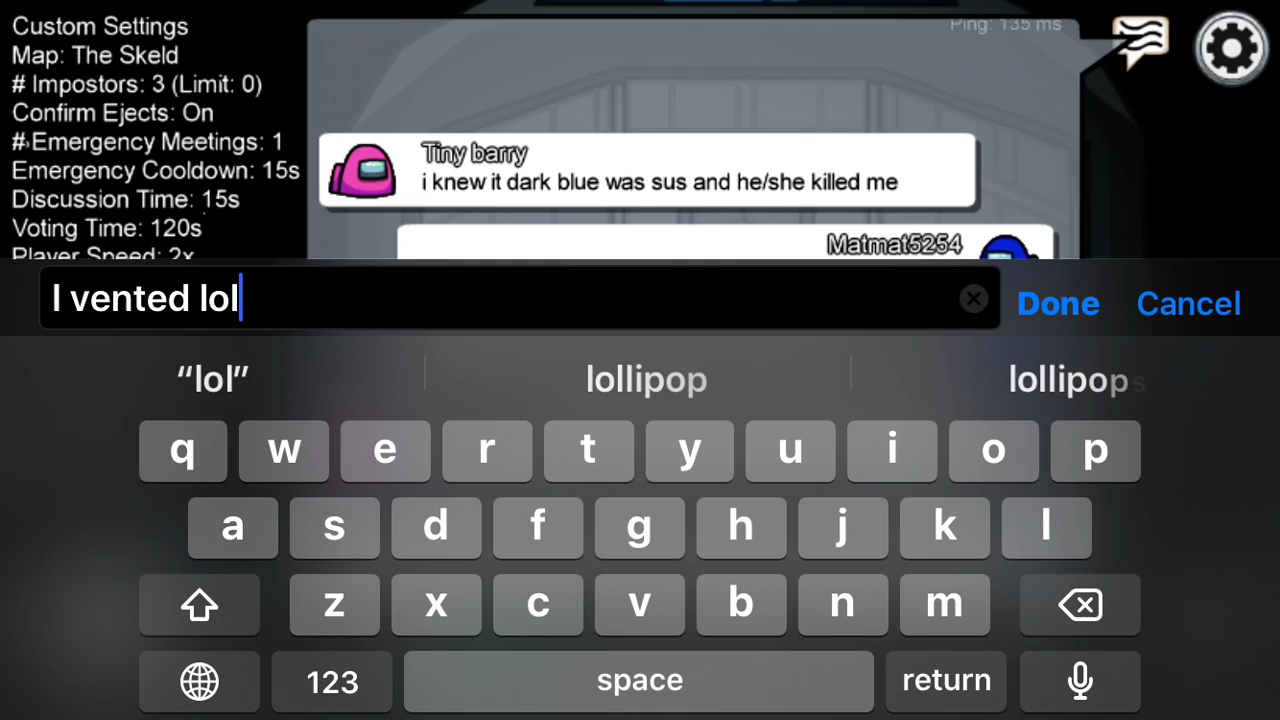 Custom Settings
Map: The Skeld
# Impostors: 3 (Limit: 0)
Confirm Ejects: On
# Emergency Meetings: 1
Emergency Cooldown: 15s
Discussion Time: 15s
Voting Time: 120s
Player Speed: 2x
Ping: 135 ms
Tiny barry
i knew it dark blue was sus and he/she killed me
Matmat5254
I vented lol
Done Cancel
“lol” lollipop lollipops
q w e r t y u i o p
a s d f g h j k l
z x c v b n m
123 space return